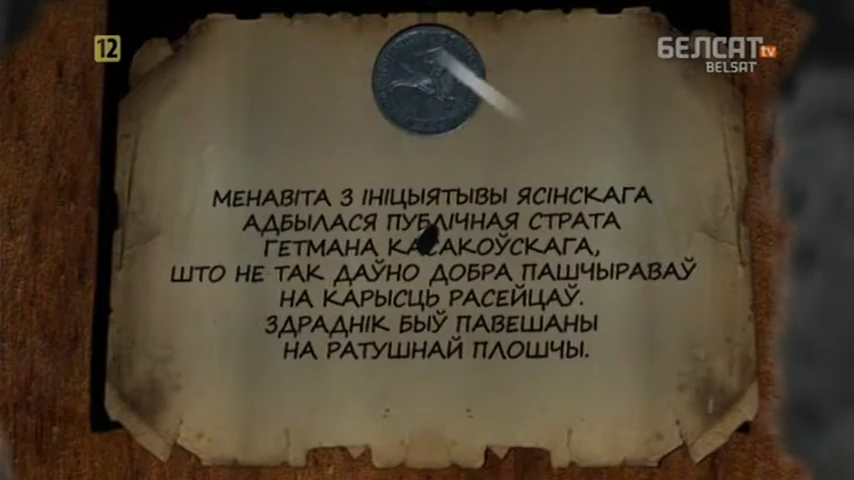 12
БЕЛСАТ tv
BELSAT
МЕНАВІТА З ІНІЦЫЯТЫВЫ ЯСІНСКАГА
АДБЫЛАСЯ ПУБЛІЧНАЯ СТРАТА
ГЕТМАНА КАСАКОЎСКАГА,
ШТО НЕ ТАК ДАЎНО ДОБРА ПАШЧЫРАВАЎ
НА КАРЫСЦЬ РАСЕЙЦАЎ.
ЗДРАДНІК БЫЎ ПАВЕШАНЫ
НА РАТУШНАЙ ПЛОШЧЫ.